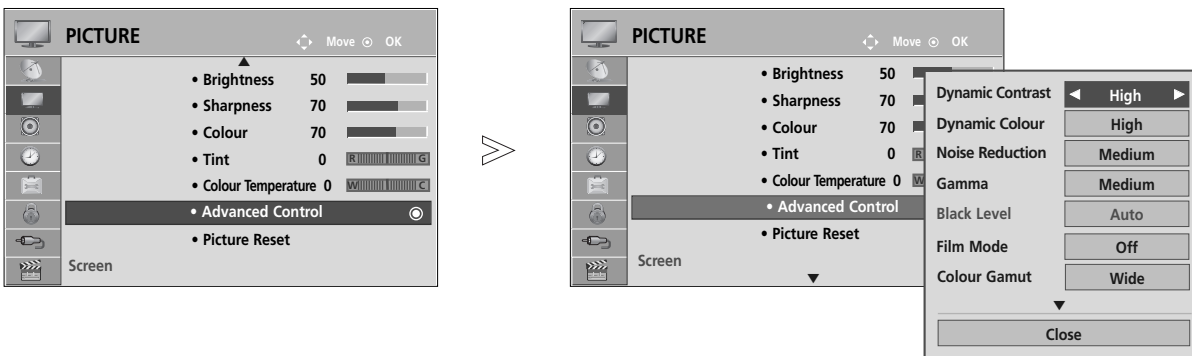 PICTURE
Move OK
• Brightness 50
• Sharpness 70
• Colour 70
• Tint 0 R G
• Colour Temperature 0 W C
• Advanced Control
• Picture Reset
Screen
>
PICTURE
Move OK
• Brightness 50
• Sharpness 70
• Colour 70
• Tint 0 R
• Colour Temperature 0 W
• Advanced Control
• Picture Reset
Screen
Dynamic Contrast High
Dynamic Colour High
Noise Reduction Medium
Gamma Medium
Black Level Auto
Film Mode Off
Colour Gamut Wide
Close